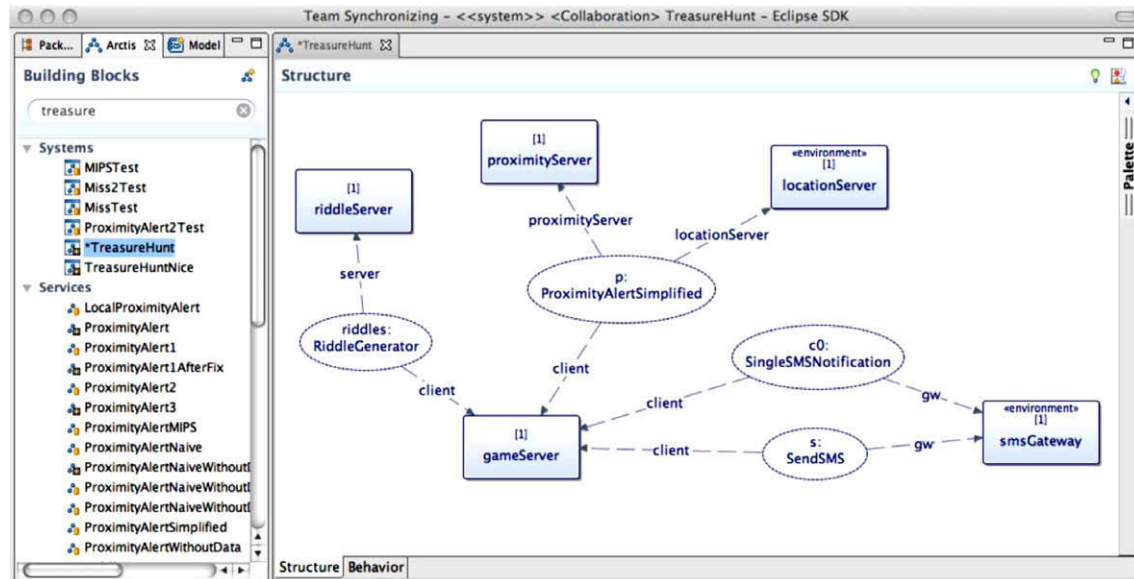 Team Synchronizing - <<system>> <Collaboration> TreasureHunt - Eclipse SDK
Pack... Arctis Model
*TreasureHunt
Building Blocks
Structure
treasure
Palette
Systems
MIPSTest
Miss2Test
MissTest
ProximityAlert2Test
*TreasureHunt
TreasureHuntNice
Services
LocalProximityAlert
ProximityAlert
ProximityAlert1
ProximityAlert1AfterFix
ProximityAlert2
ProximityAlert3
ProximityAlertMIPS
ProximityAlertNaive
ProximityAlertNaiveWithoutD
ProximityAlertNaiveWithoutD
ProximityAlertNaiveWithoutD
ProximityAlertSimplified
ProximityAlertWithoutData
[1]
proximityServer
«environment»
[1]
locationServer
[1]
riddleServer
proximityServer
locationServer
server
p:
ProximityAlertSimplified
riddles:
RiddleGenerator
c0:
SingleSMSNotification
client
client
client
gw
[1]
gameServer
«environment»
[1]
smsGateway
client
s:
SendSMS
gw
Structure Behavior